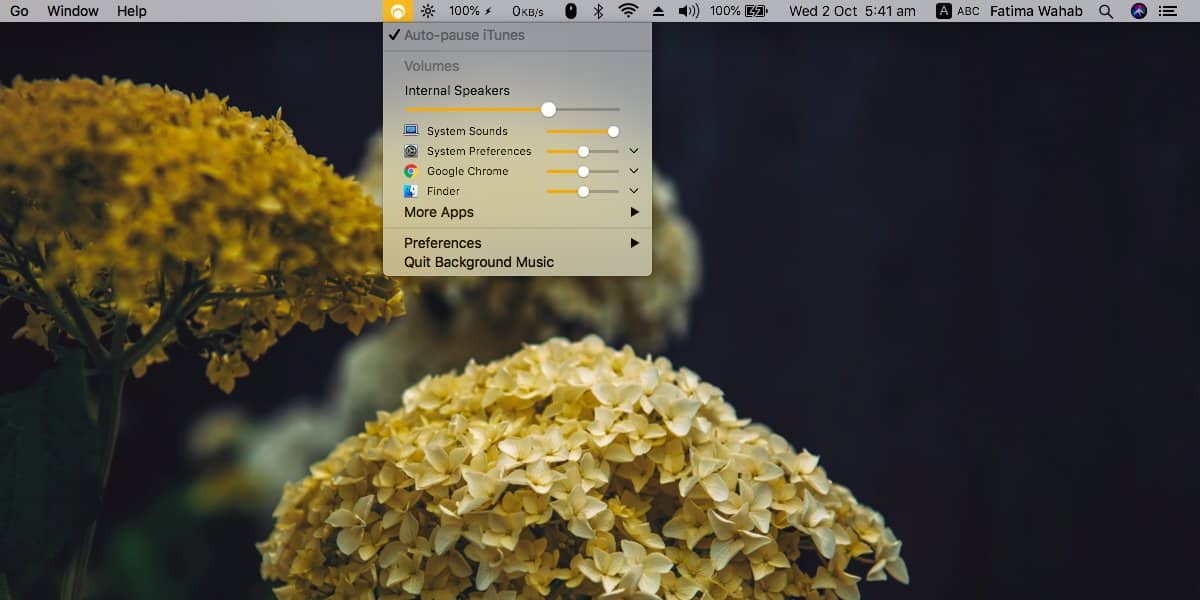 Go Window Help 100% 0KB/s 100% Wed 2 Oct 5:41 am A ABC Fatima Wahab
Auto-pause iTunes
Volumes
Internal Speakers
System Sounds
System Preferences
Google Chrome
Finder
More Apps
Preferences
Quit Background Music